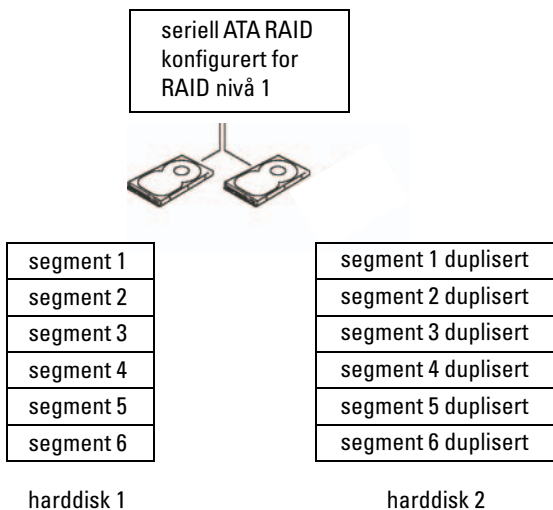 seriell ATA RAID
konfigurert for
RAID nivå 1
segment 1
segment 2
segment 3
segment 4
segment 5
segment 6
segment 1 duplisert
segment 2 duplisert
segment 3 duplisert
segment 4 duplisert
segment 5 duplisert
segment 6 duplisert
harddisk 1
harddisk 2